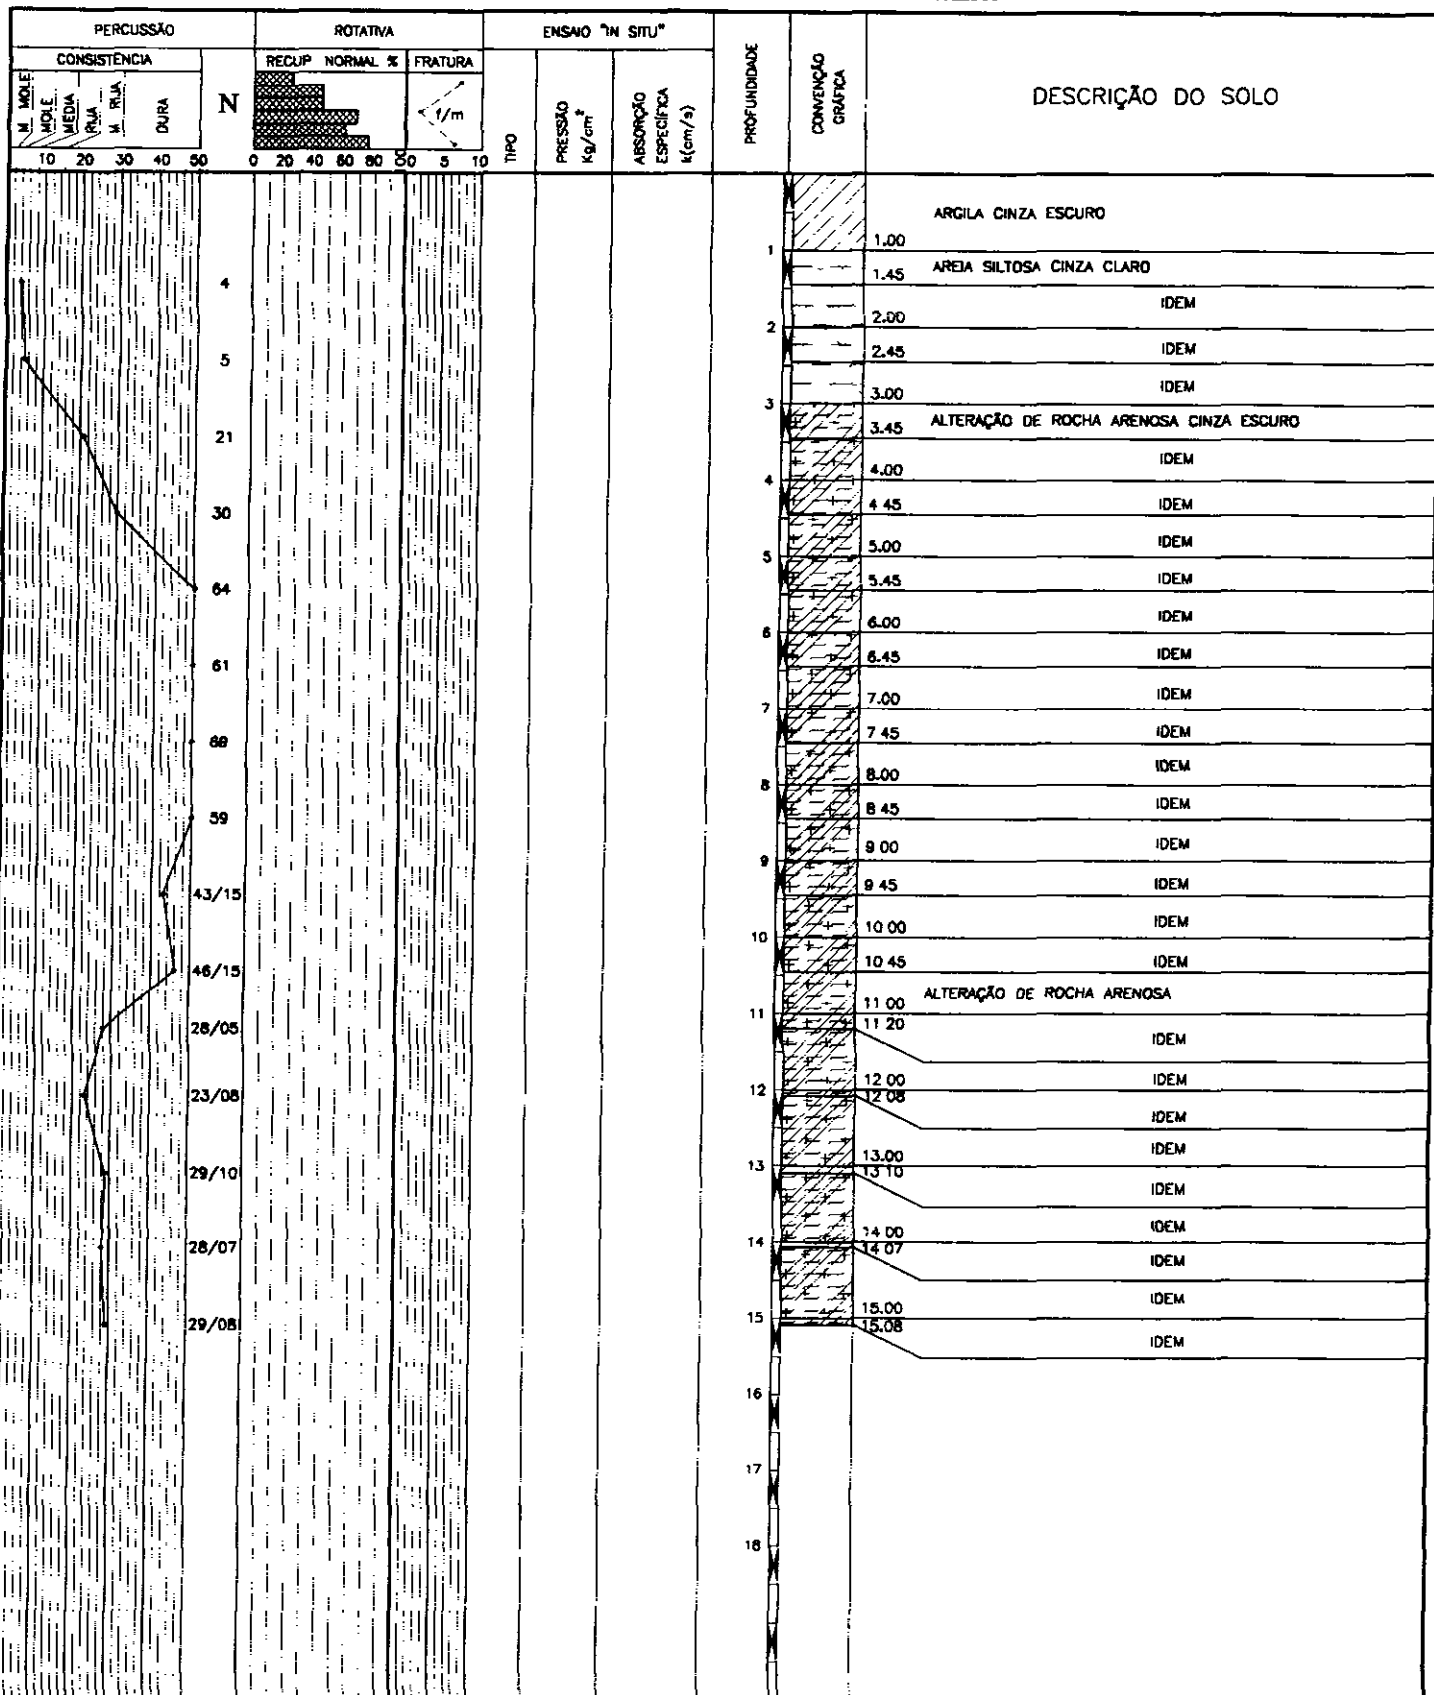 PERCUSSÃO
ROTATIVA
ENSAIO "IN SITU"
CONSISTÊNCIA
RECUP NORMAL %
FRATURA
M MOLE
MOLE
MÉDIA
RIJA
M RIJA
DURA
N
f/m
TIPO
PRESSÃO
Kg/cm²
ABSORÇÃO
ESPECÍFICA
k(cm/s)
PROFUNDIDADE
CONVENÇÃO
GRÁFICA
DESCRIÇÃO DO SOLO
10 20 30 40 50
0 20 40 60 80
0 5 10
ARGILA CINZA ESCURO
1 1.00
4 1.45 AREIA SILTOSA CINZA CLARO
IDEM
2 2.00
5 2.45 IDEM
IDEM
3 3.00
21 3.45 ALTERAÇÃO DE ROCHA ARENOSA CINZA ESCURO
IDEM
4 4.00
30 4 45 IDEM
IDEM
5 5.00
64 5.45 IDEM
IDEM
6 6.00
61 6.45 IDEM
IDEM
7 7.00
7 45 IDEM
IDEM
8 8.00
59 8 45 IDEM
IDEM
9 9 00
43/15 9 45 IDEM
IDEM
10 10 00
46/15 10 45 IDEM
ALTERAÇÃO DE ROCHA ARENOSA
11 11 00
28/05 11 20 IDEM
IDEM
12 12 00
23/08 12 08 IDEM
IDEM
13 13.00
29/10 13 10 IDEM
IDEM
14 14 00
28/07 14 07 IDEM
IDEM
15 15.00
29/08 15.08 IDEM
16
17
18